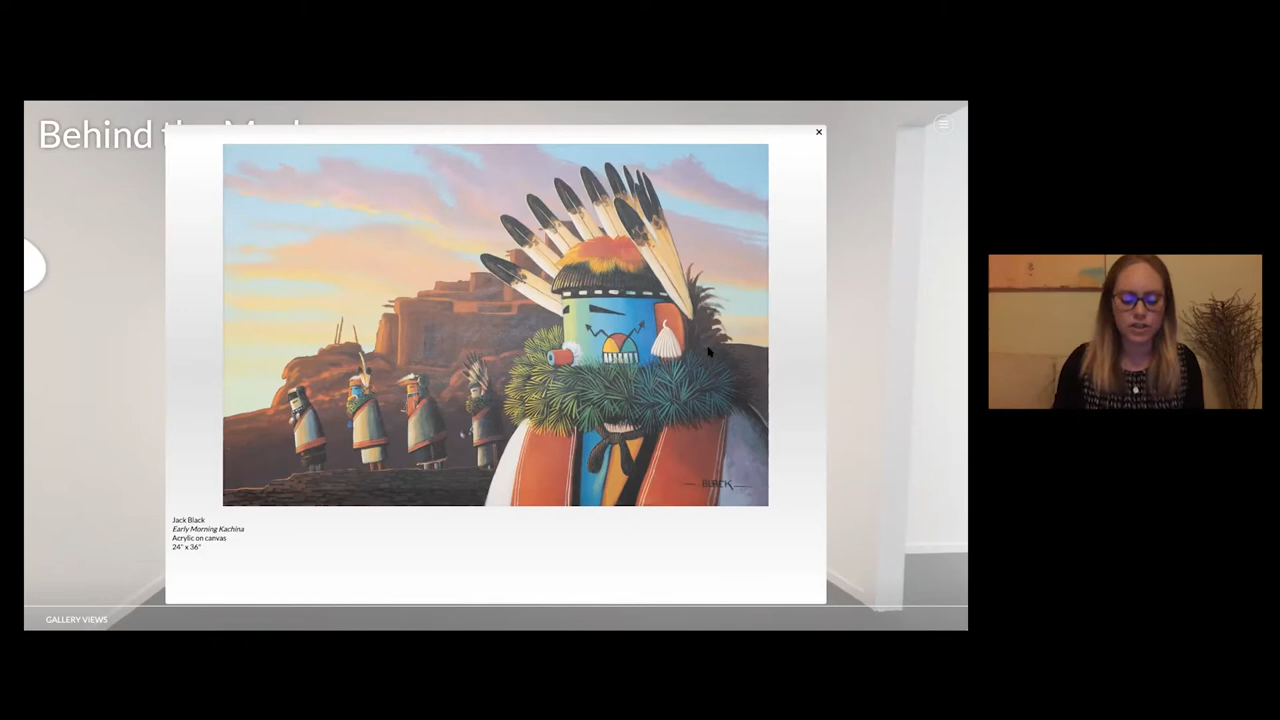 Behind t
Jack Black
Early Morning Kachina
Acrylic on canvas
24" x 36"
BLACK
GALLERY VIEWS